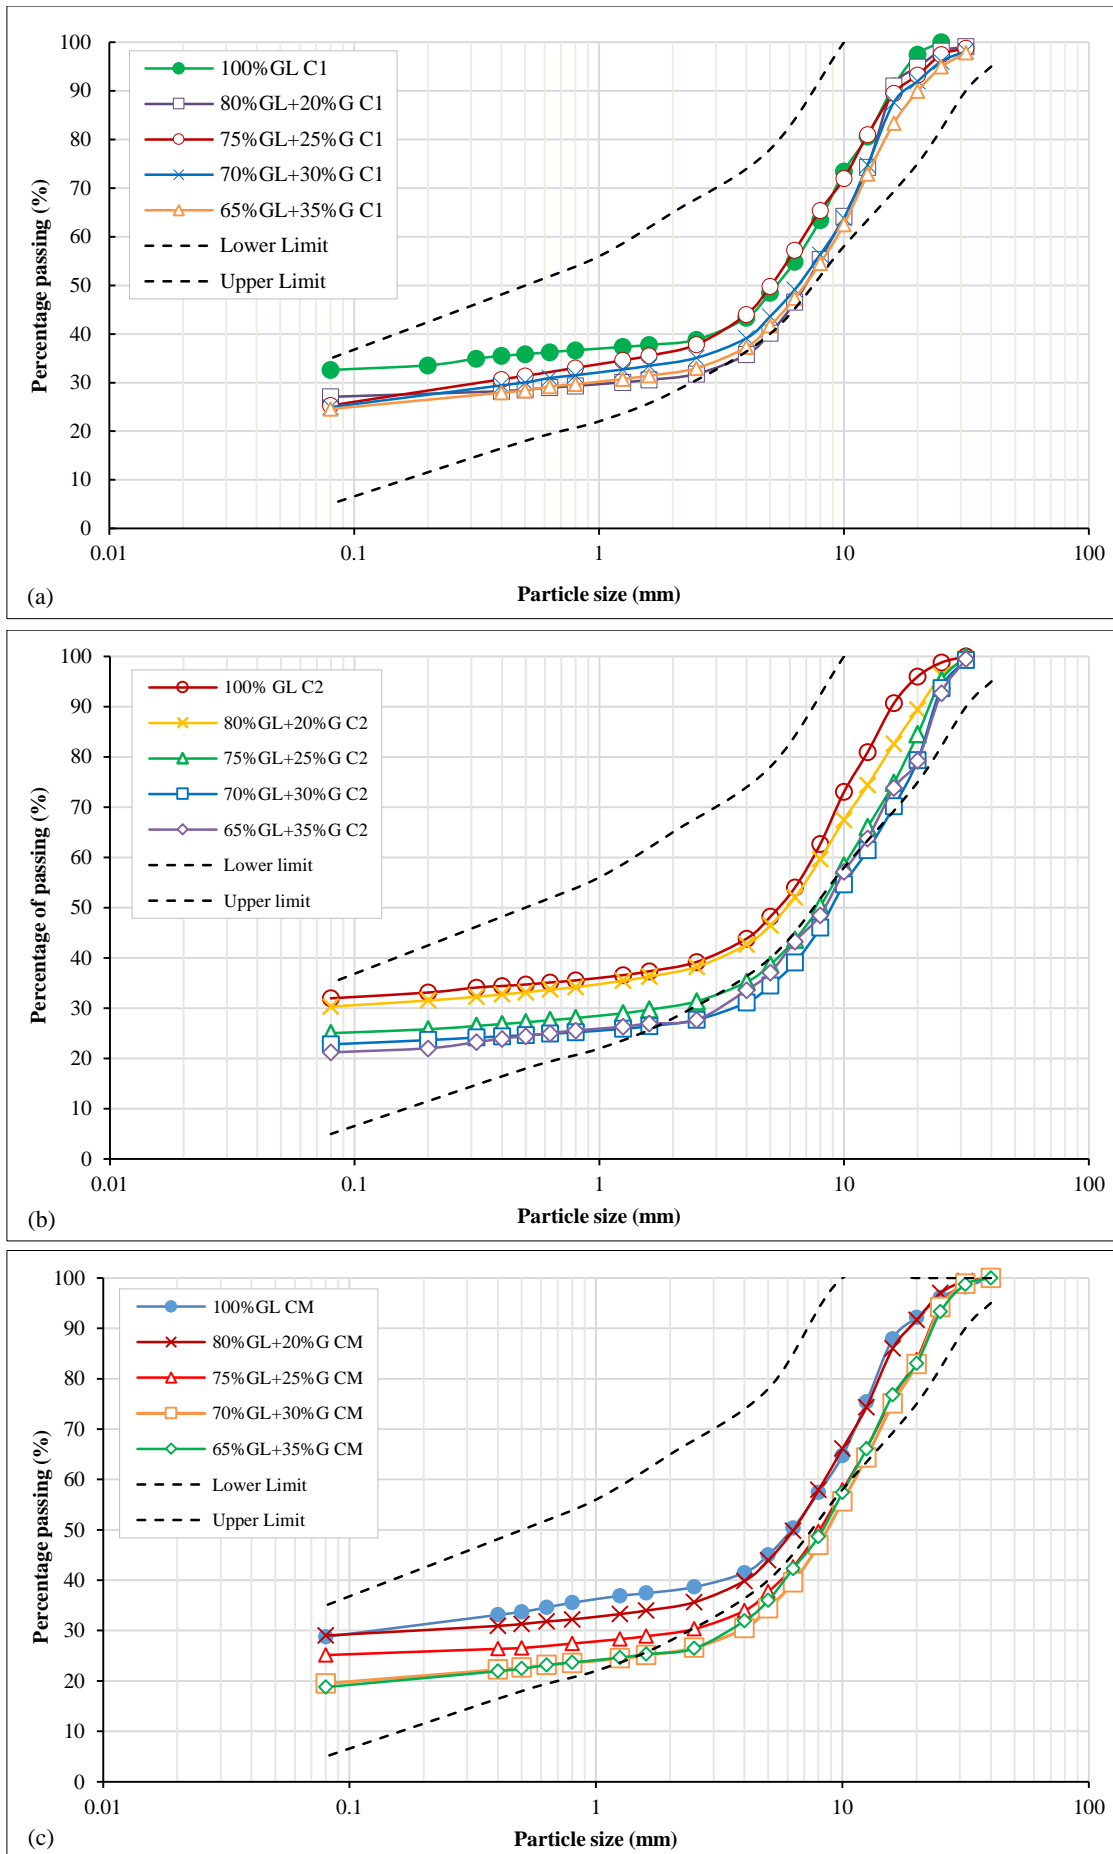 100
90
80
70
60
50
40
30
20
10
0
Percentage passing (%)
100%GL C1
80%GL+20%G C1
75%GL+25%G C1
70%GL+30%G C1
65%GL+35%G C1
Lower Limit
Upper Limit
0.01 0.1 1 10 100
Particle size (mm)
(a)
100
90
80
70
60
50
40
30
20
10
0
Percentage of passing (%)
100% GL C2
80%GL+20%G C2
75%GL+25%G C2
70%GL+30%G C2
65%GL+35%G C2
Lower limit
Upper limit
0.01 0.1 1 10 100
Particle size (mm)
(b)
100
90
80
70
60
50
40
30
20
10
0
Percentage passing (%)
100%GL CM
80%GL+20%G CM
75%GL+25%G CM
70%GL+30%G CM
65%GL+35%G CM
Lower Limit
Upper Limit
0.01 0.1 1 10 100
Particle size (mm)
(c)